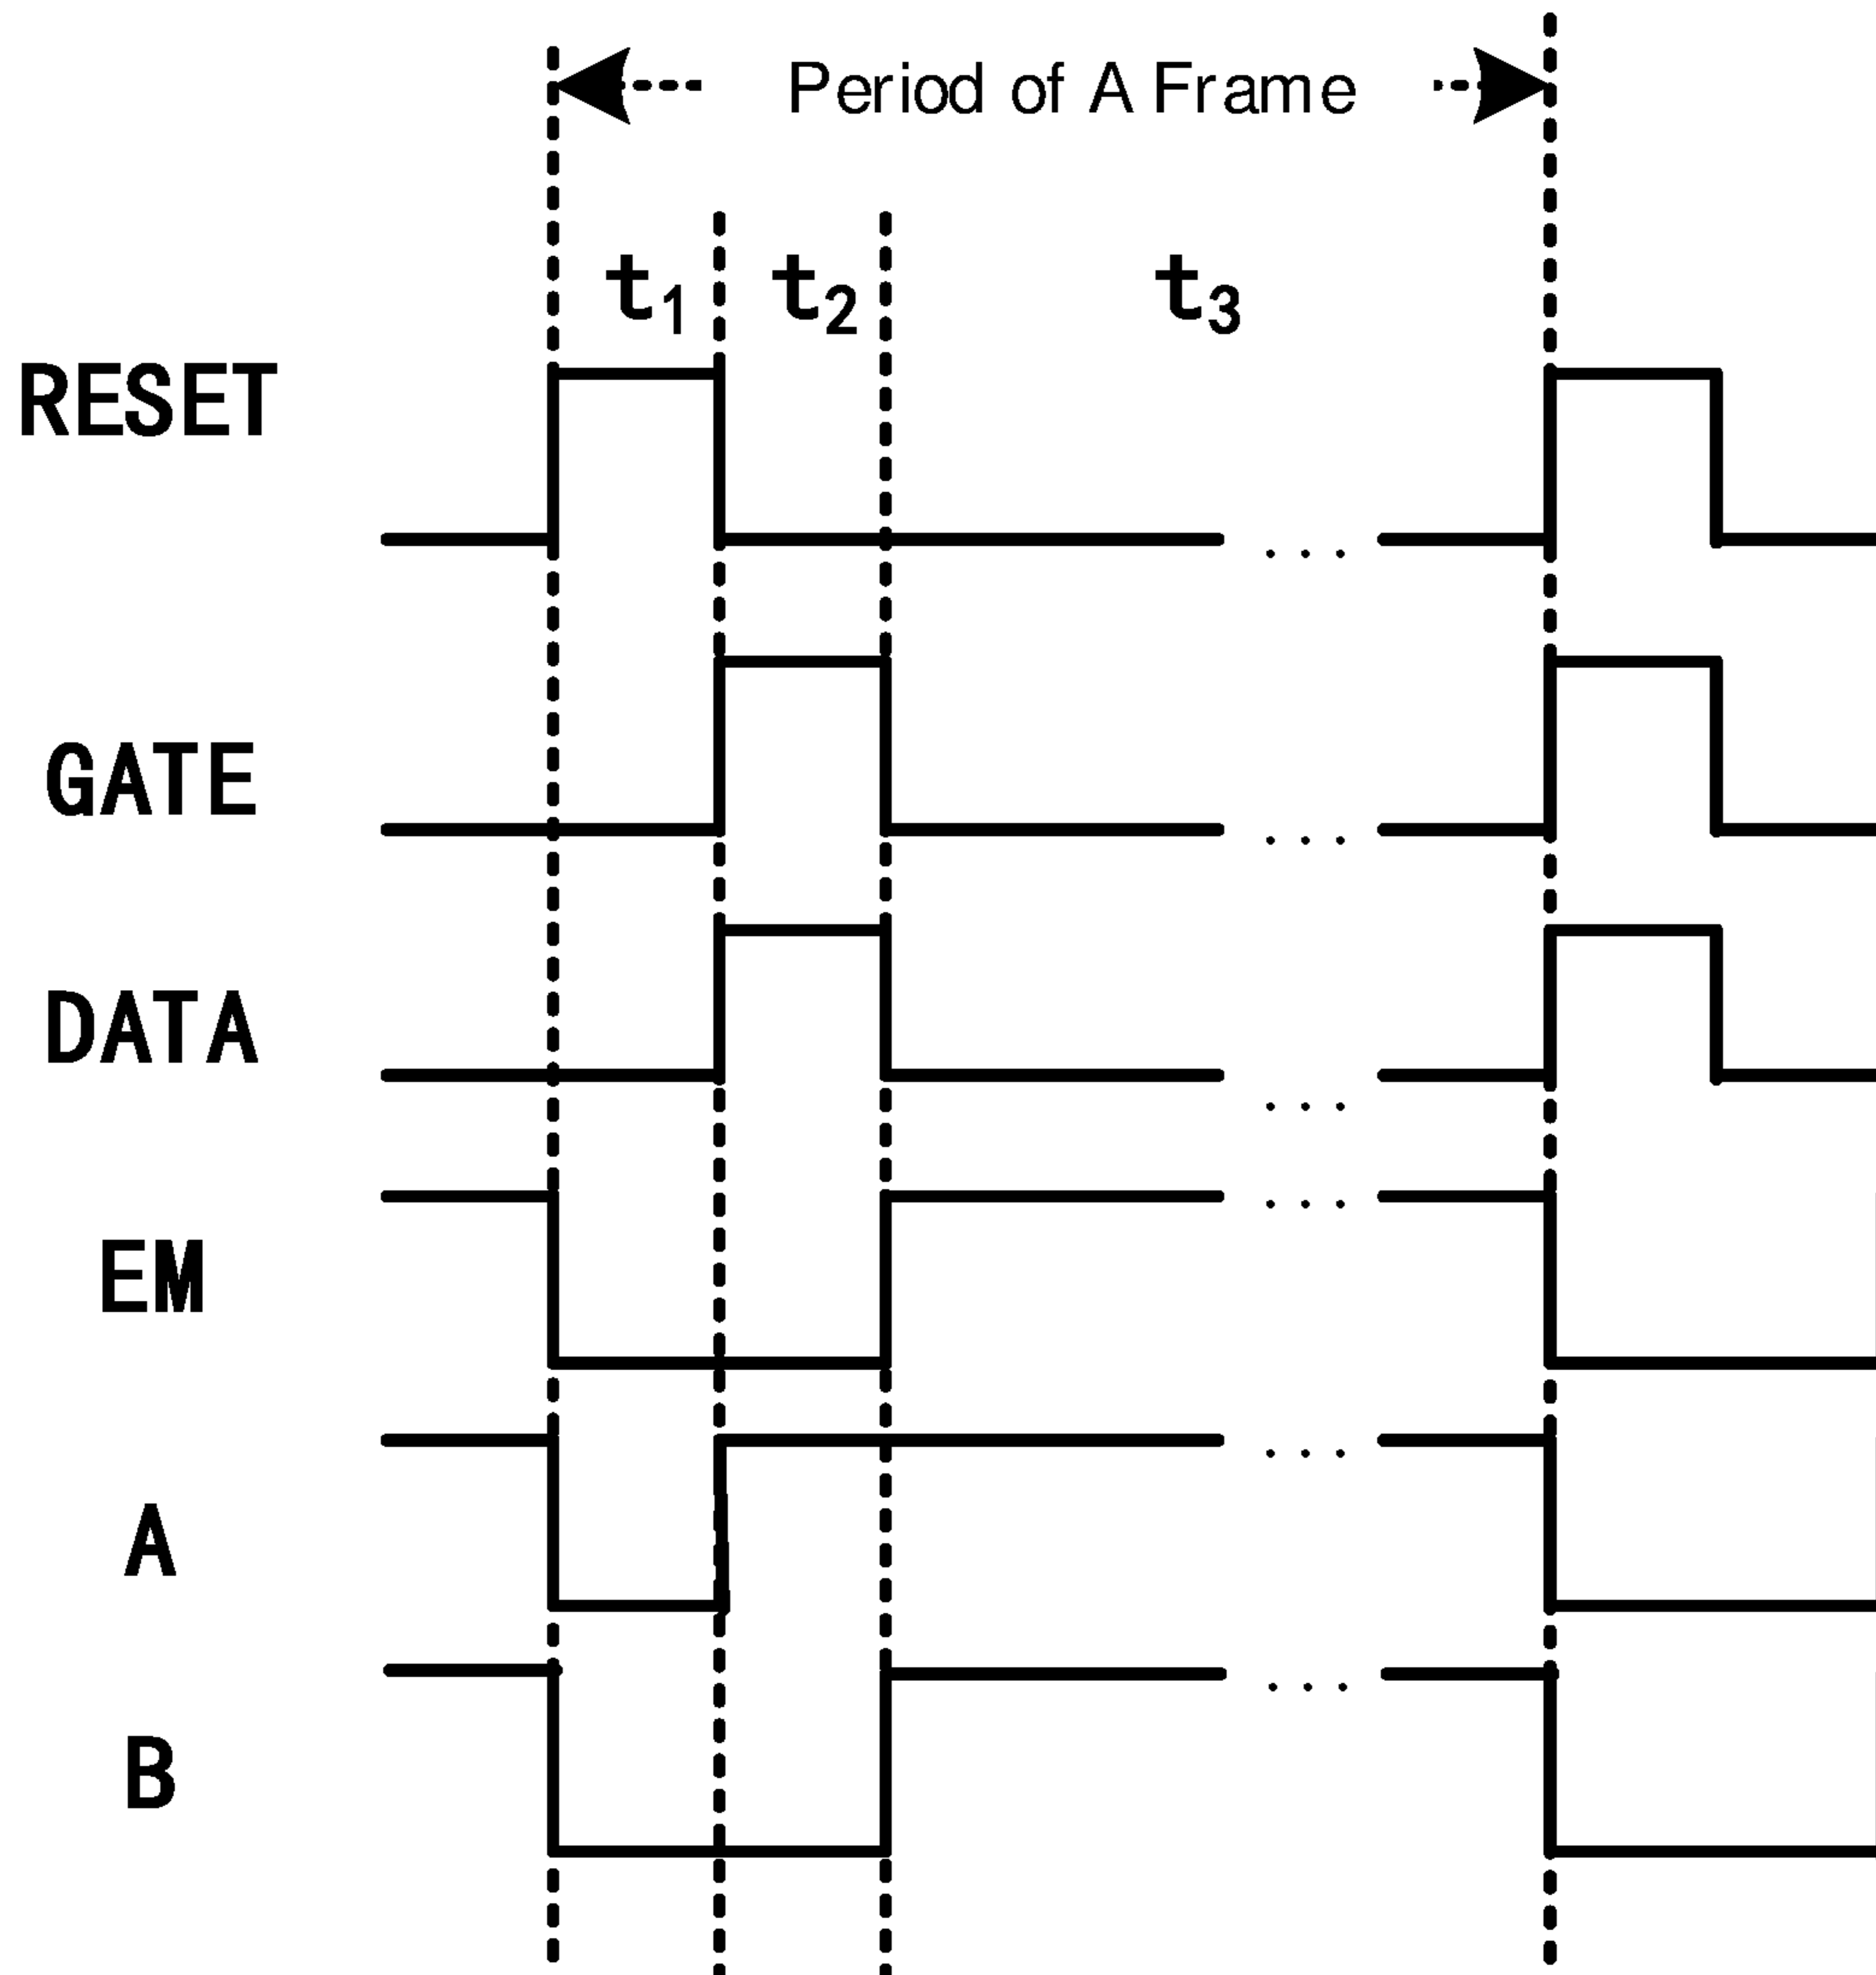 Period of A Frame
t₁ t₂ t₃
RESET
...
GATE
...
DATA
...
EM
...
A
...
B
...